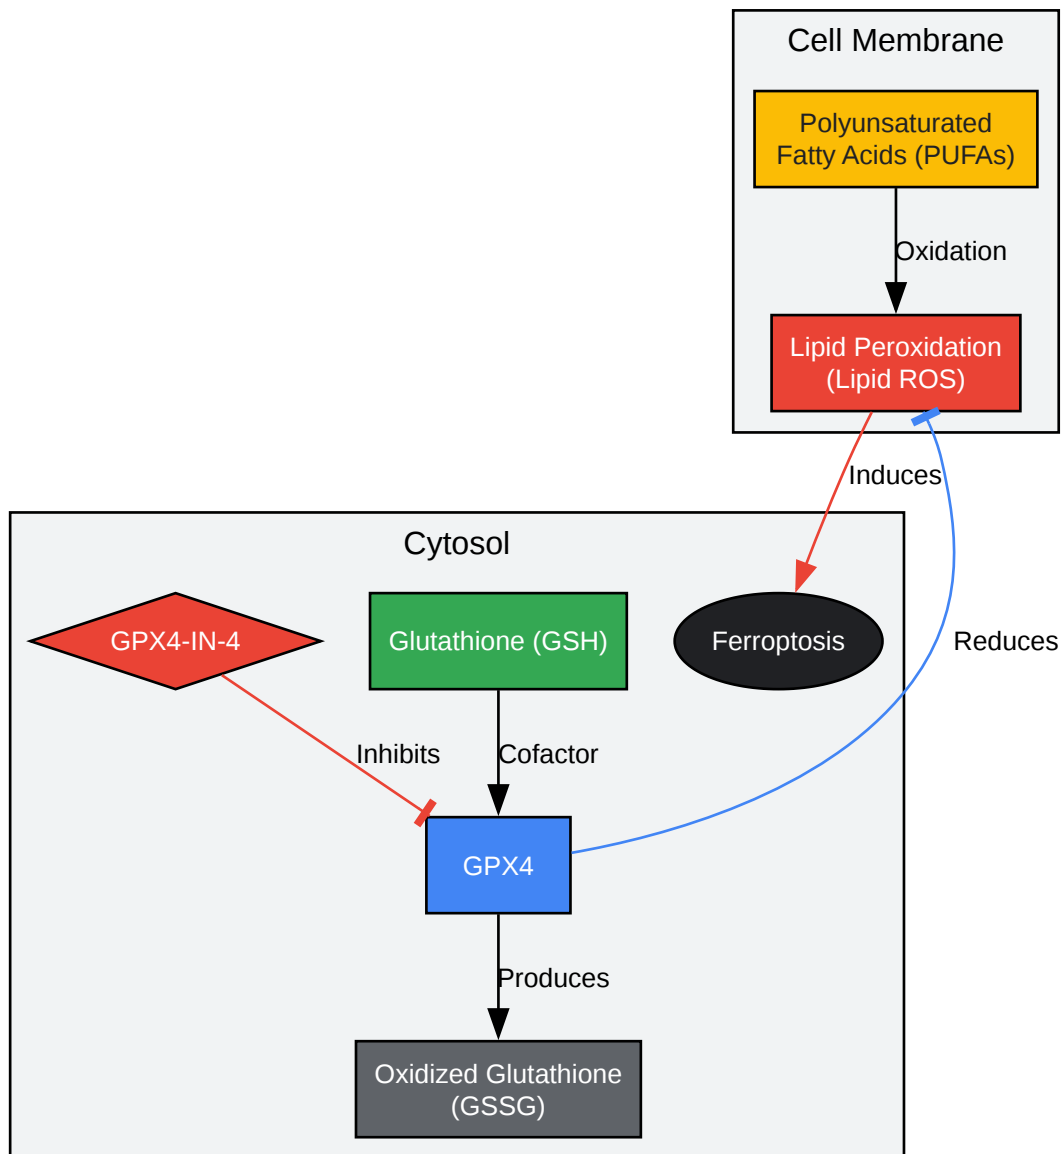 Cell Membrane
Polyunsaturated
Fatty Acids (PUFAs)
Oxidation
Lipid Peroxidation
(Lipid ROS)
Induces
Cytosol
GPX4-IN-4
Glutathione (GSH)
Ferroptosis
Reduces
Inhibits
Cofactor
GPX4
Produces
Oxidized Glutathione
(GSSG)